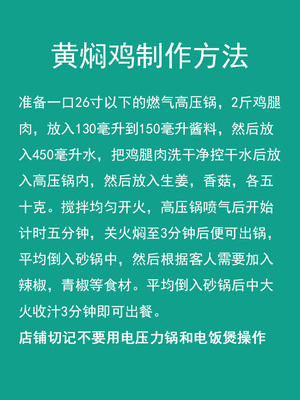 黄焖鸡制作方法
准备一口26寸以下的燃气高压锅，2斤鸡腿
肉，放入130毫升到150毫升酱料，然后放
入450毫升水，把鸡腿肉洗干净控干水后放
入高压锅内，然后放入生姜，香菇，各五
十克。搅拌均匀开火，高压锅喷气后开始
计时五分钟，关火焖至3分钟后便可出锅，
平均倒入砂锅中，然后根据客人需要加入
辣椒，青椒等食材。平均倒入砂锅后中大
火收汁3分钟即可出餐。
店铺切记不要用电压力锅和电饭煲操作